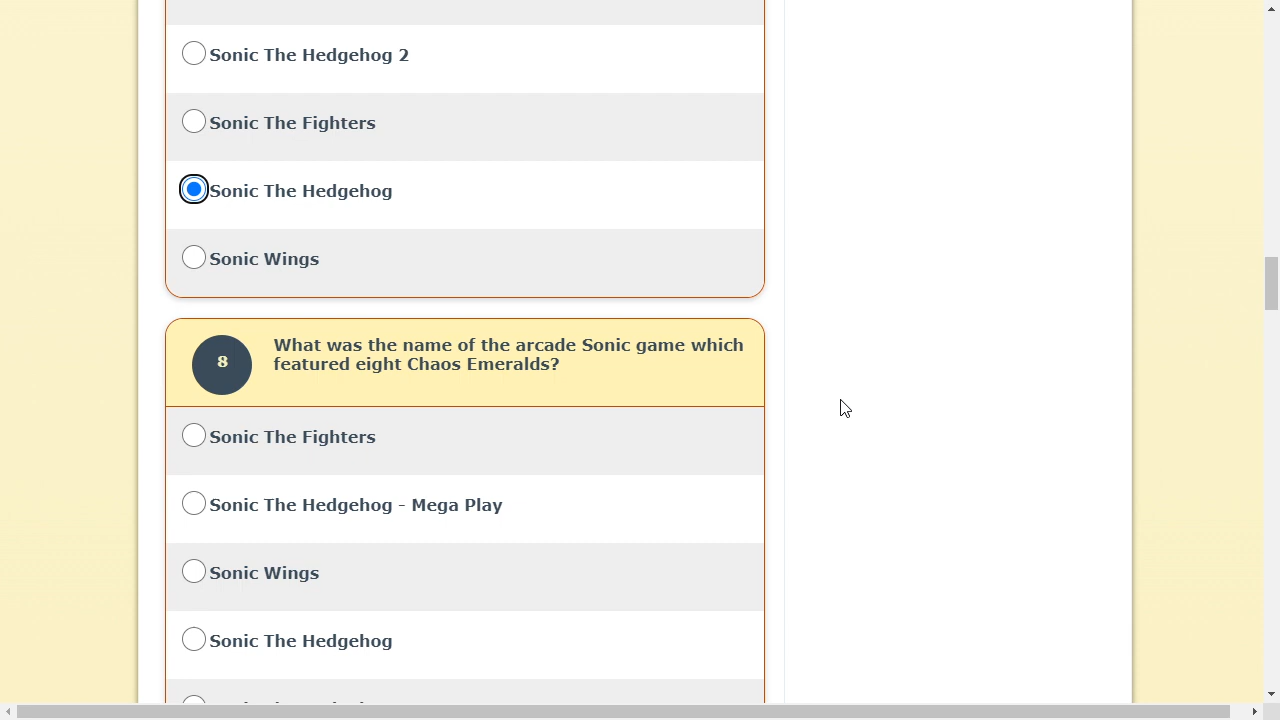 Sonic The Hedgehog 2
Sonic The Fighters
Sonic The Hedgehog
Sonic Wings
8
What was the name of the arcade Sonic game which
featured eight Chaos Emeralds?
Sonic The Fighters
Sonic The Hedgehog - Mega Play
Sonic Wings
Sonic The Hedgehog